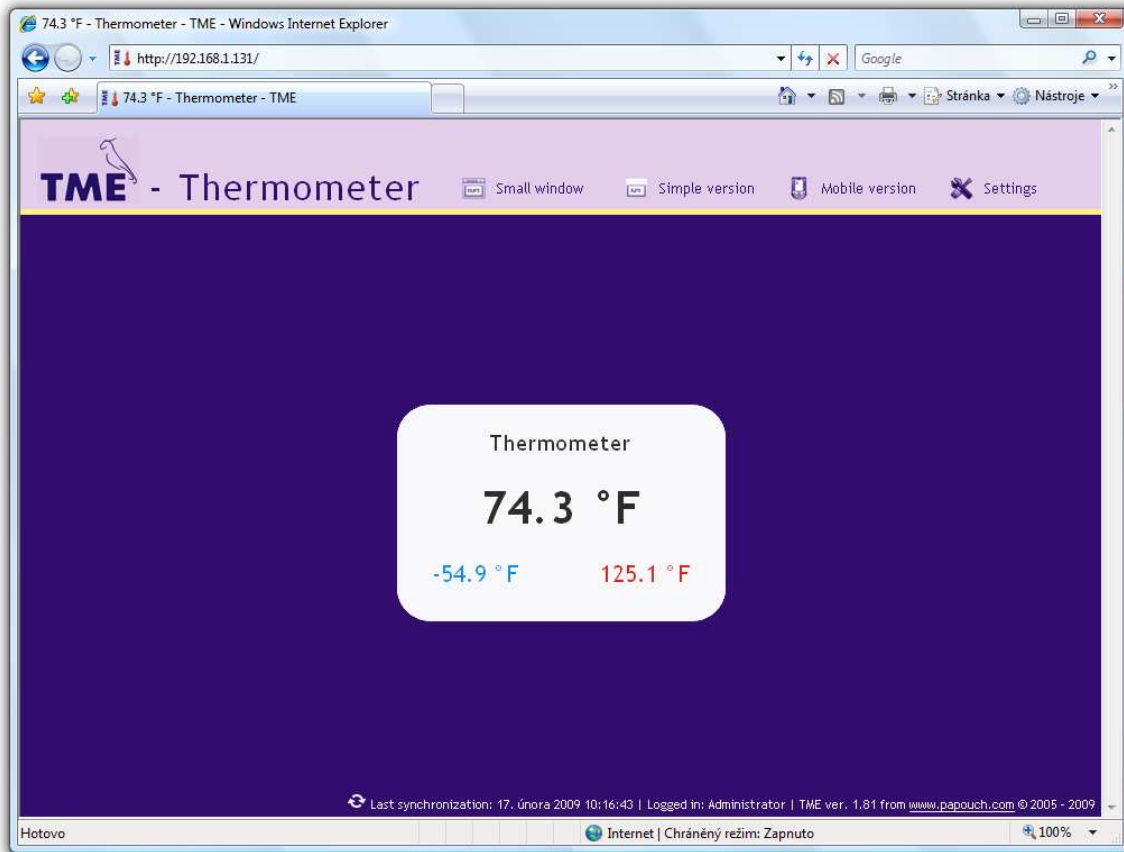 74.3 °F - Thermometer - TME - Windows Internet Explorer
http://192.168.1.131/
Google
74.3 °F - Thermometer - TME
Stránka
Nástroje
TME - Thermometer
Small window
Simple version
Mobile version
Settings
Thermometer
74.3 °F
-54.9 °F 125.1 °F
Last synchronization: 17. února 2009 10:16:43 | Logged in: Administrator | TME ver. 1.81 from www.papouch.com © 2005 - 2009
Hotovo
Internet | Chráněný režim: Zapnuto
100%